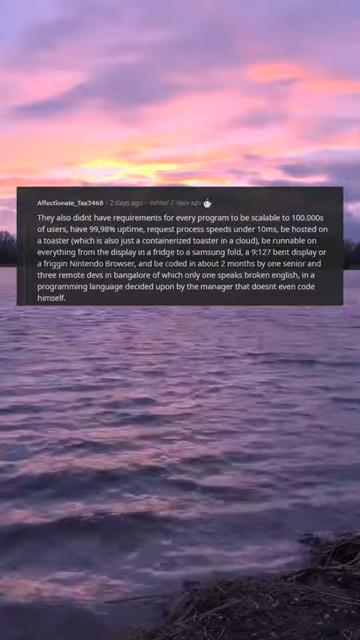 Affectionate_Tax3468 · 2 days ago · edited 2 days ago
They also didnt have requirements for every program to be scalable to 100.000s
of users, have 99,98% uptime, request process speeds under 10ms, be hosted on
a toaster (which is also just a containerized toaster in a cloud), be runnable on
everything from the display in a fridge to a samsung fold, a 9:127 bent display or
a friggin Nintendo Browser, and be coded in about 2 months by one senior and
three remote devs in bangalore of which only one speaks broken english, in a
programming language decided upon by the manager that doesnt even code
himself.